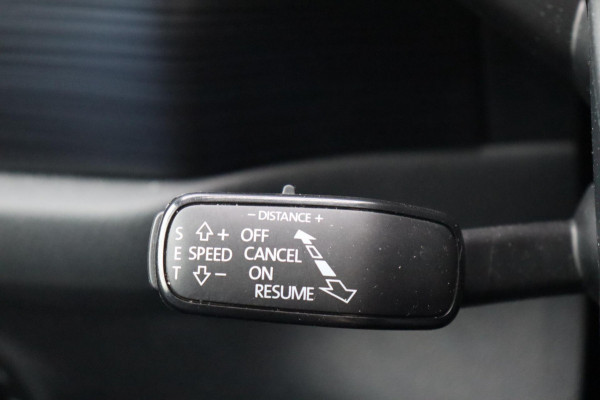 − DISTANCE +
S + OFF
E SPEED CANCEL
T − ON
RESUME